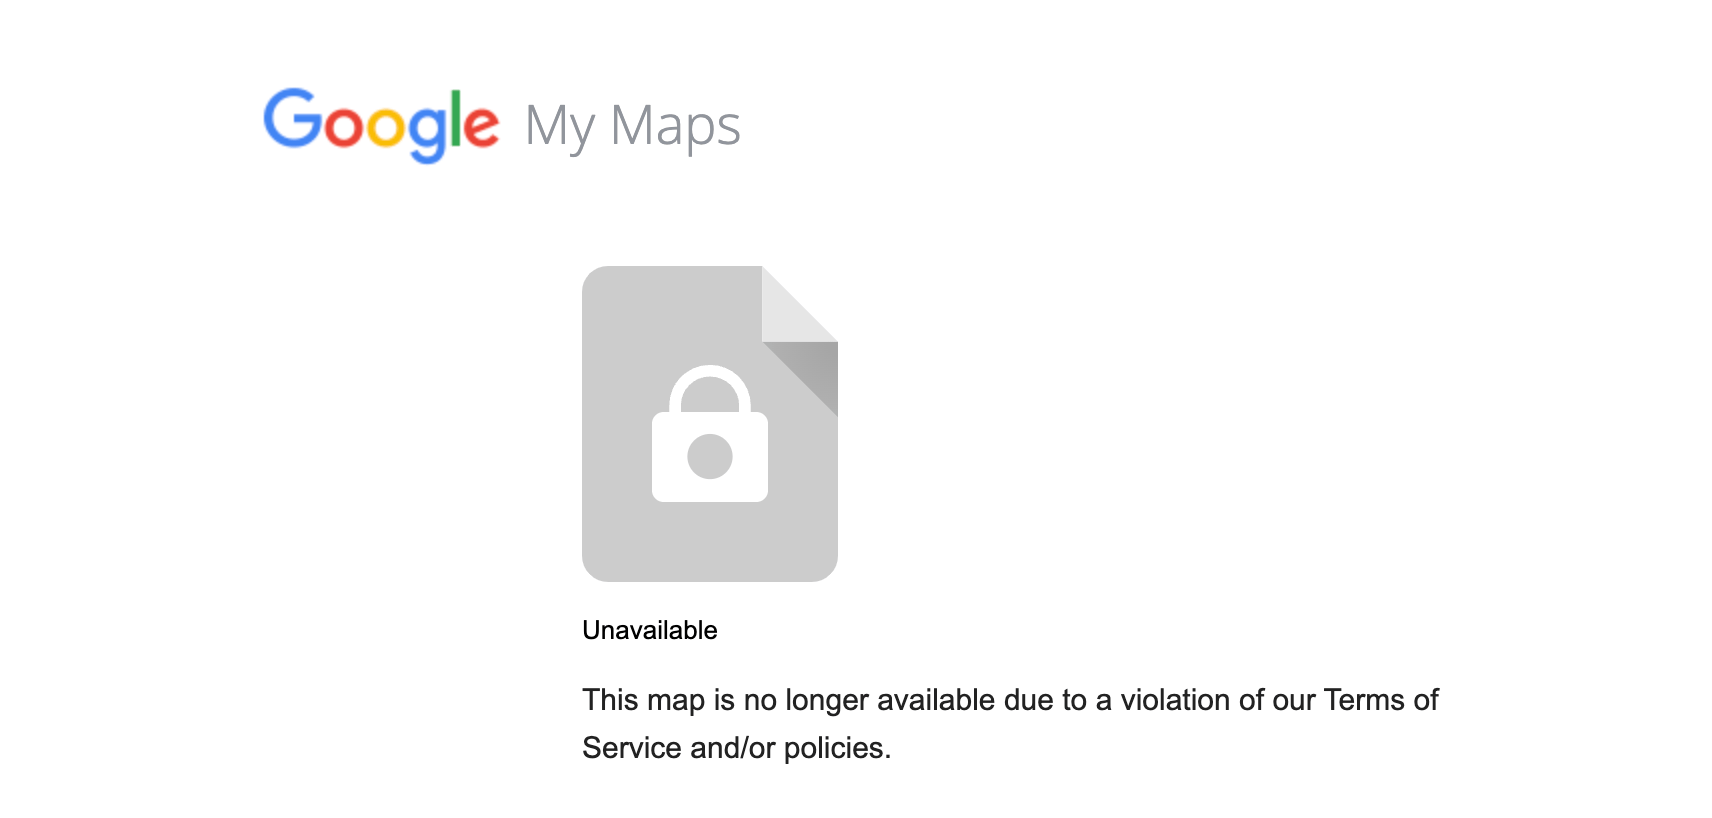 Google My Maps
Unavailable
This map is no longer available due to a violation of our Terms of
Service and/or policies.